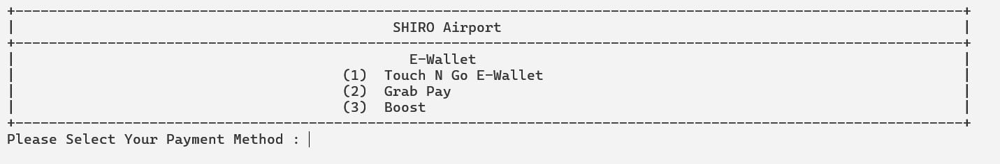 SHIRO Airport
E-Wallet
(1) Touch N Go E-Wallet
(2) Grab Pay
(3) Boost
Please Select Your Payment Method :